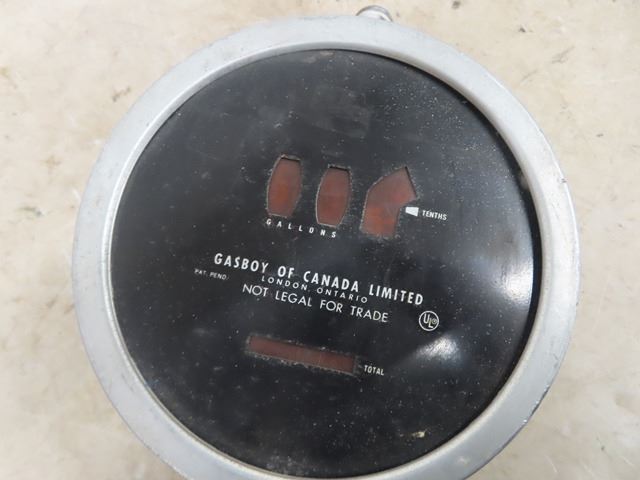 TENTHS
GALLONS
GASBOY OF CANADA LIMITED
PAT. PEND. LONDON, ONTARIO
NOT LEGAL FOR TRADE
UL®
TOTAL